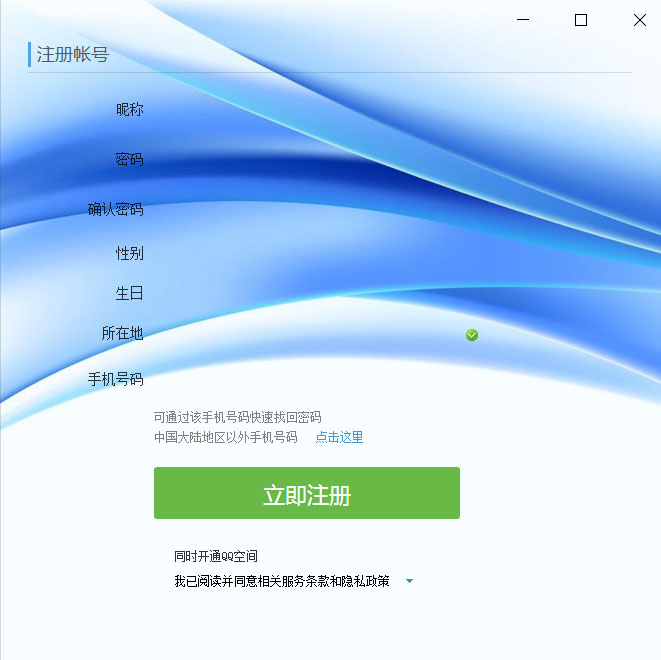 注册帐号
昵称
密码
确认密码
性别
生日
所在地
手机号码
可通过该手机号码快速找回密码
中国大陆地区以外手机号码 点击这里
立即注册
同时开通QQ空间
我已阅读并同意相关服务条款和隐私政策